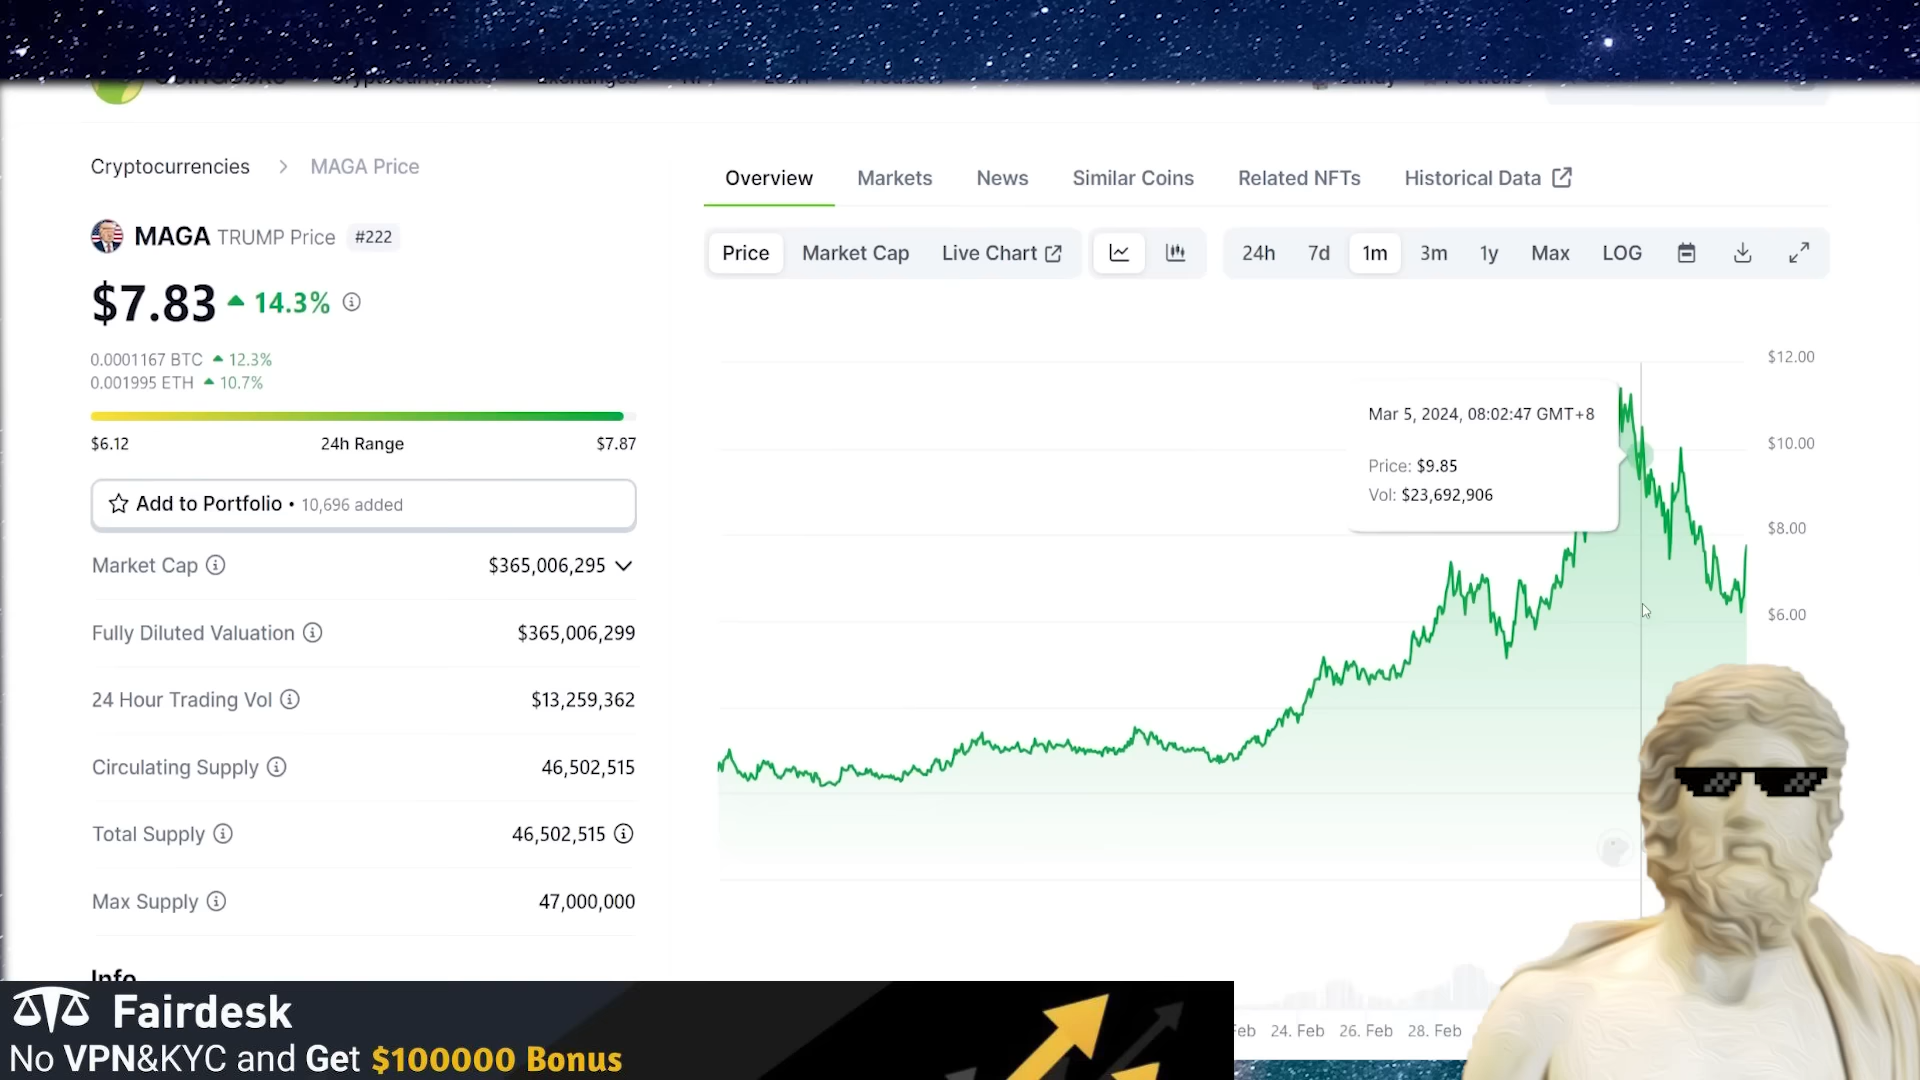 Cryptocurrencies > MAGA Price
Overview Markets News Similar Coins Related NFTs Historical Data
MAGA TRUMP Price #222
Price Market Cap Live Chart 24h 7d 1m 3m 1y Max LOG
$7.83 14.3%
0.0001167 BTC 12.3%
0.001995 ETH 10.7%
$6.12 24h Range $7.87
Add to Portfolio • 10,696 added
Market Cap $365,006,295
Fully Diluted Valuation $365,006,299
24 Hour Trading Vol $13,259,362
Circulating Supply 46,502,515
Total Supply 46,502,515
Max Supply 47,000,000
Info
$12.00
$10.00
$8.00
$6.00
Mar 5, 2024, 08:02:47 GMT+8
Price: $9.85
Vol: $23,692,906
24. Feb 26. Feb 28. Feb
Fairdesk
No VPN&KYC and Get $100000 Bonus